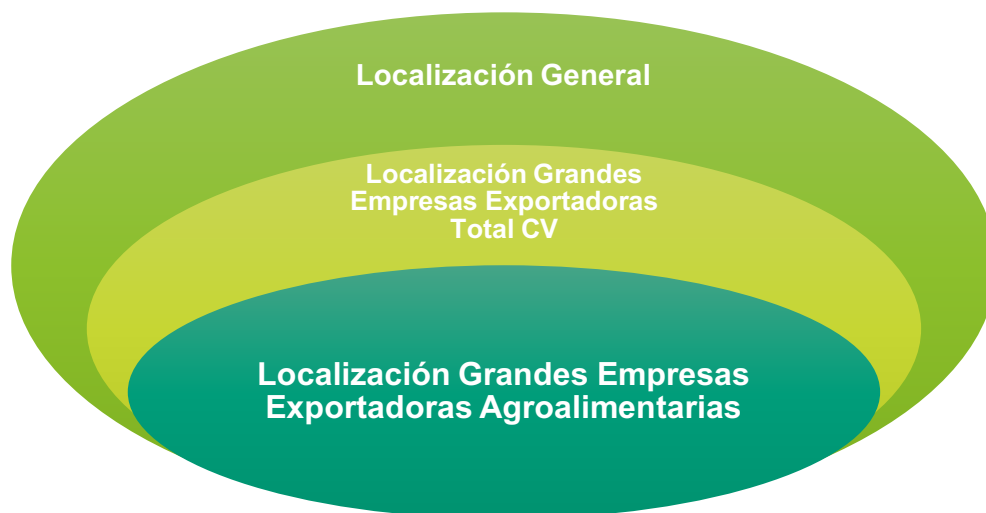 Localización General
Localización Grandes
Empresas Exportadoras
Total CV
Localización Grandes Empresas
Exportadoras Agroalimentarias